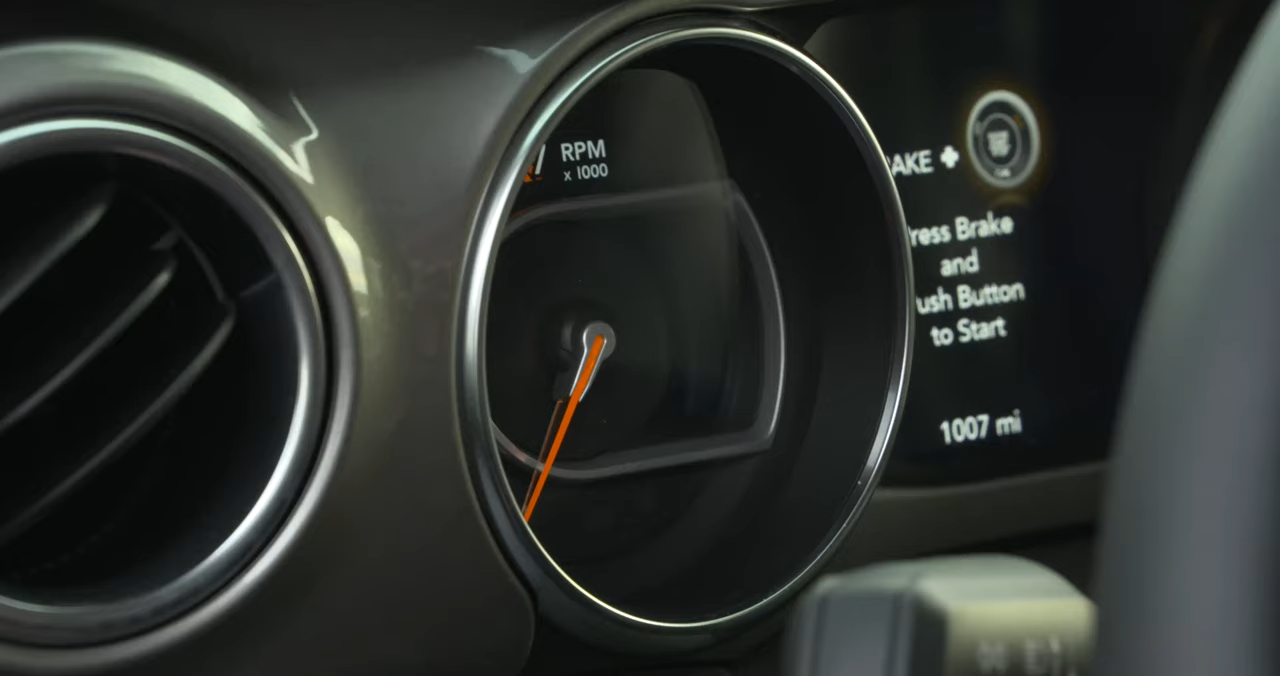 RPM
x 1000
AKE +
ress Brake
and
ush Button
to Start
1007 mi